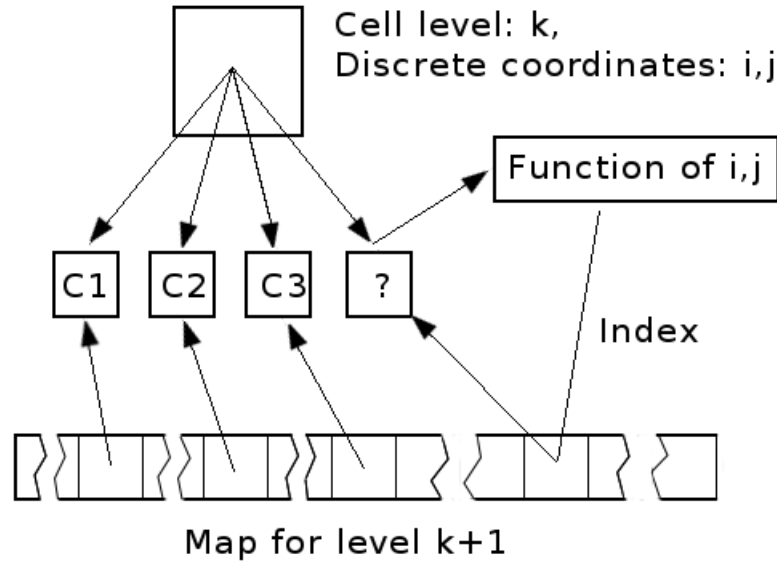 Cell level: k,
Discrete coordinates: i,j
Function of i,j
C1 C2 C3 ?
Index
Map for level k+1